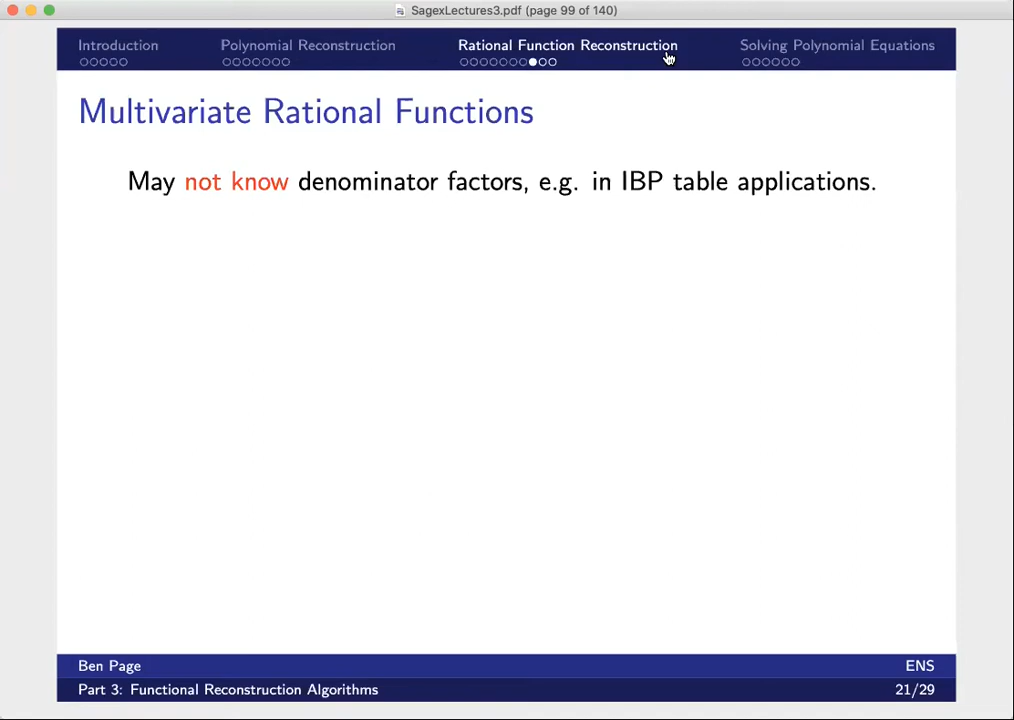 SagexLectures3.pdf (page 99 of 140)
Introduction Polynomial Reconstruction Rational Function Reconstruction Solving Polynomial Equations
Multivariate Rational Functions
May not know denominator factors, e.g. in IBP table applications.
Ben Page ENS
Part 3: Functional Reconstruction Algorithms 21/29